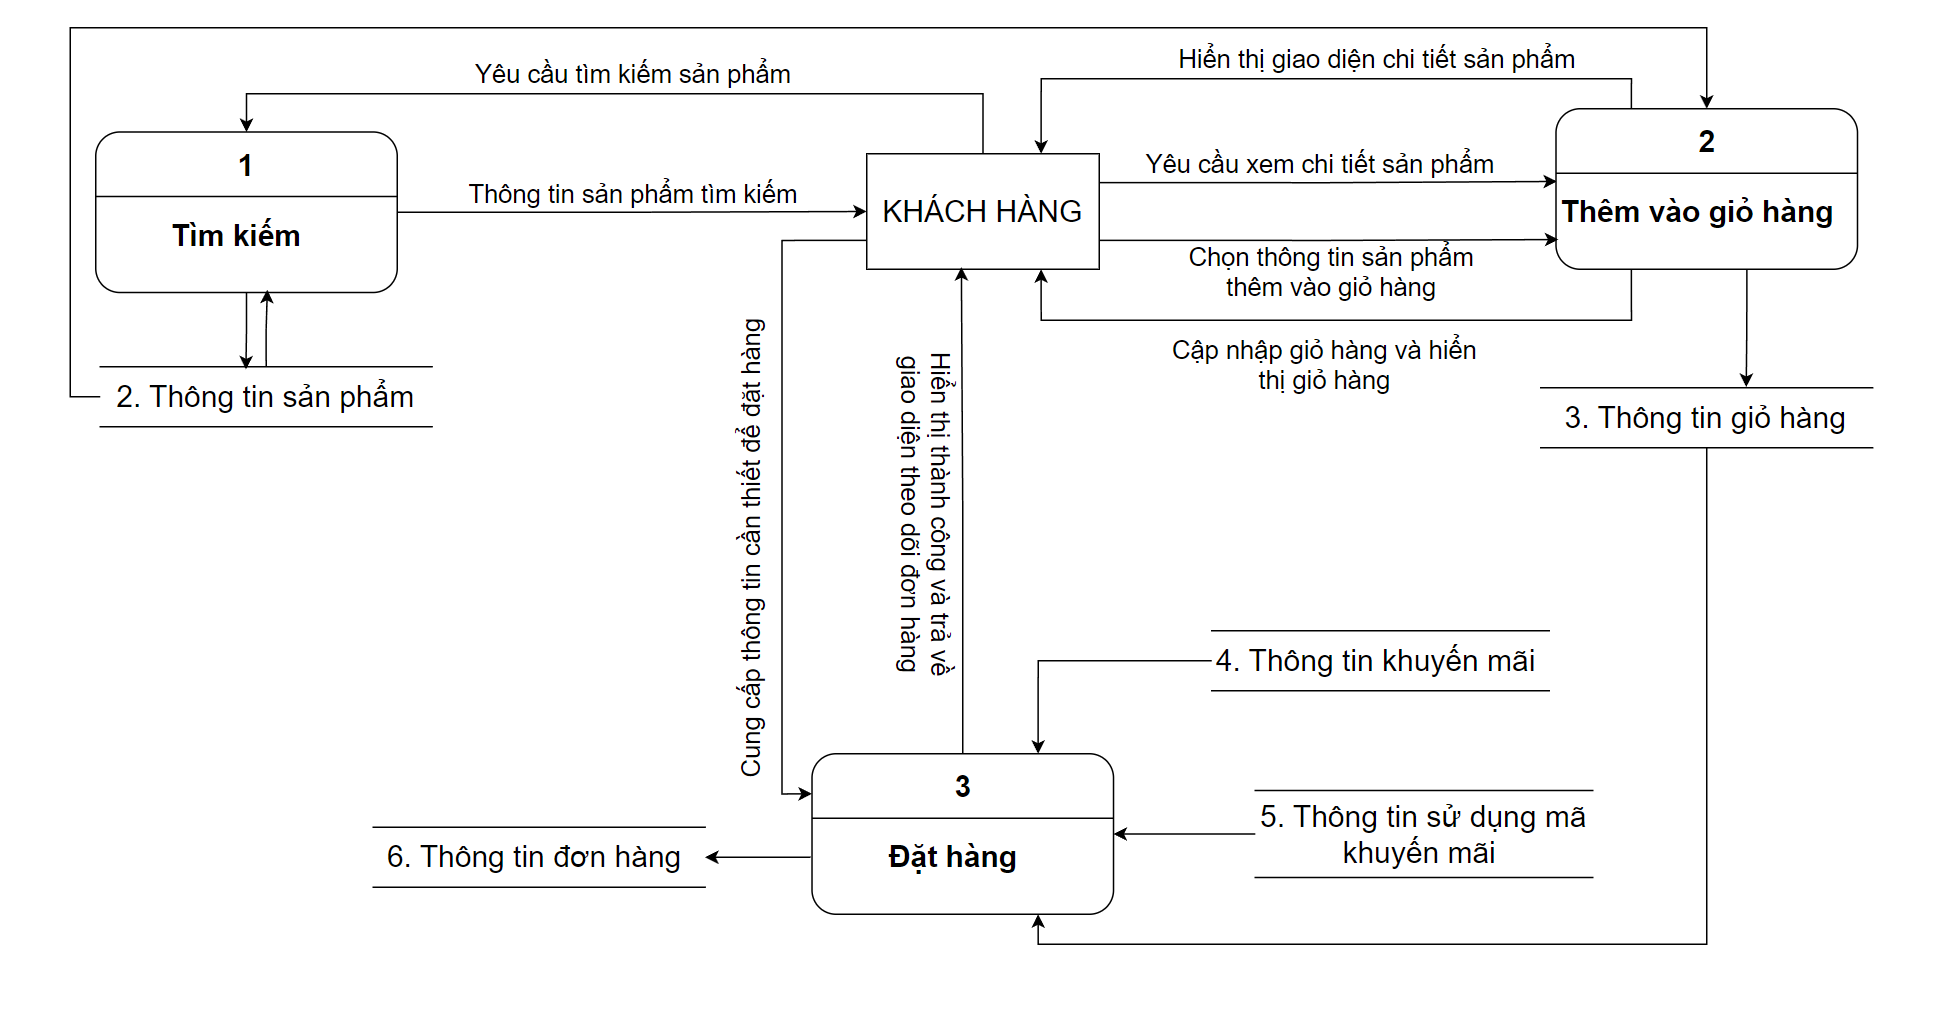 Hiển thị giao diện chi tiết sản phẩm
Yêu cầu tìm kiếm sản phẩm
1
Tìm kiếm
Thông tin sản phẩm tìm kiếm
KHÁCH HÀNG
Yêu cầu xem chi tiết sản phẩm
2
Thêm vào giỏ hàng
Chọn thông tin sản phẩm
thêm vào giỏ hàng
Cập nhập giỏ hàng và hiển
thị giỏ hàng
2. Thông tin sản phẩm
3. Thông tin giỏ hàng
Cung cấp thông tin cần thiết để đặt hàng
Hiển thị thành công và trả về
giao diện theo dõi đơn hàng
4. Thông tin khuyến mãi
3
Đặt hàng
5. Thông tin sử dụng mã
khuyến mãi
6. Thông tin đơn hàng